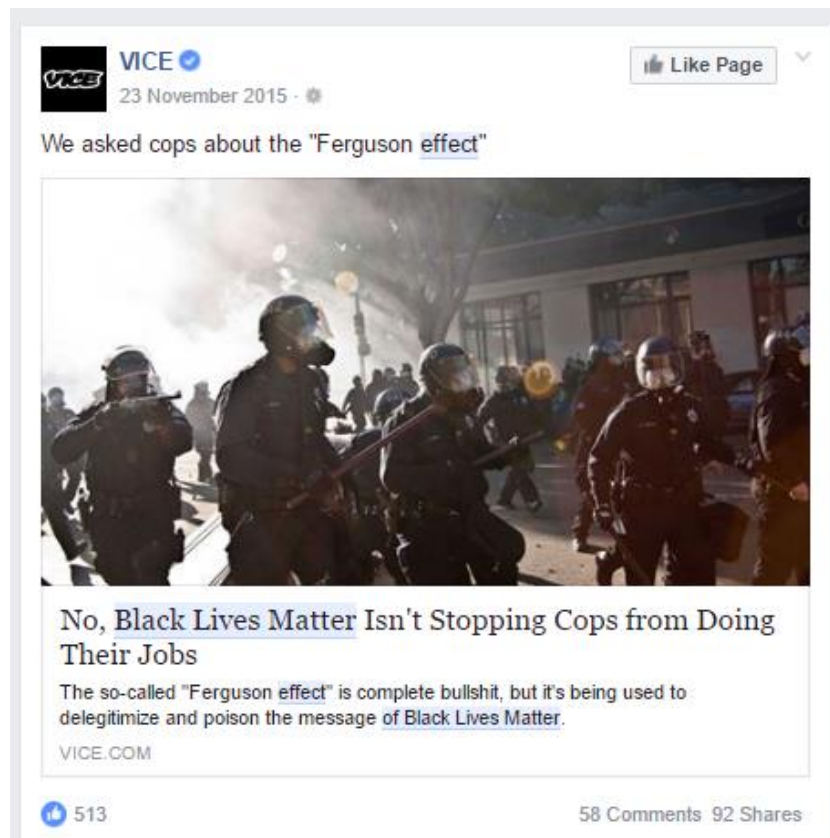 VICE
VICE
23 November 2015
Like Page
We asked cops about the "Ferguson effect"
No, Black Lives Matter Isn't Stopping Cops from Doing
Their Jobs
The so-called "Ferguson effect" is complete bullshit, but it's being used to
delegitimize and poison the message of Black Lives Matter.
VICE.COM
513
58 Comments 92 Shares